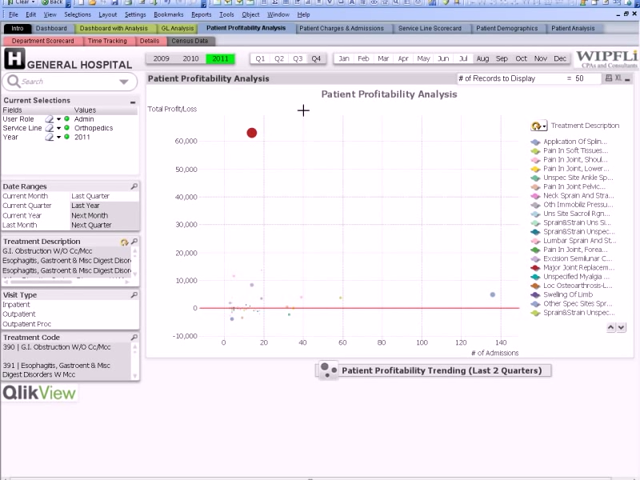 Clear Back
File Edit View Selections Layout Settings Bookmarks Reports Tools Object Window Help
Intro Dashboard Dashboard with Analysis GL Analysis Patient Profitability Analysis Patient Charges & Admissions Service Line Scorecard Patient Demographics Patient Analysis
Department Scorecard Time Tracking Details Census Data
H GENERAL HOSPITAL
2009 2010 2011 Q1 Q2 Q3 Q4 Jan Feb Mar Apr May Jun Jul Aug Sep Oct Nov Dec
WIPFLi
CPAs and Consultants
Search
Patient Profitability Analysis
# of Records to Display = 50
Current Selections
Fields Values
User Role Admin
Service Line Orthopedics
Year 2011
Date Ranges
Current Month Last Quarter
Current Quarter Last Year
Current Year Next Month
Last Month Next Quarter
Treatment Description
G.I. Obstruction W/O Cc/Mcc
Esophagitis, Gastroent & Misc Digest Disor
Esophagitis, Gastroent & Misc Digest Disor
Visit Type
Inpatient
Outpatient
Outpatient Proc
Treatment Code
390 | G.I. Obstruction W/O Cc/Mcc
391 | Esophagitis, Gastroent & Misc
Digest Disorders W Mcc
QlikView
Patient Profitability Analysis
Total Profit/Loss
60,000
50,000
40,000
30,000
20,000
10,000
0
-10,000
0 20 40 60 80 100 120 140
# of Admissions
Treatment Description
Application Of Splin...
Pain In Soft Tissues...
Pain In Joint, Shoul...
Pain In Joint, Lower...
Unspec Site Ankle Sp...
Pain In Joint Pelvic...
Neck Sprain And Stra...
Oth Immobiliz Pressu...
Uns Site Sacroil Rgn...
Sprain&Strain Uns Si...
Sprain&Strain Unspec...
Lumbar Sprain And St...
Pain In Joint, Forea...
Excision Semilunar C...
Major Joint Replacem...
Unspecified Myalgia ...
Loc Osteoarthrosis-L...
Swelling Of Limb
Other Spec Sites Spr...
Sprain&Strain Unspec...
Patient Profitability Trending (Last 2 Quarters)